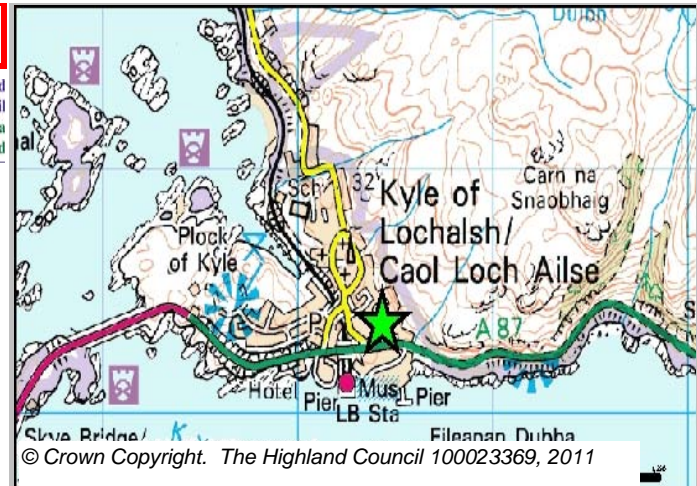 Sch
32
Kyle of
Lochalsh/
Caol Loch Ailse
Carn na
Snaobhaig
Plock
of Kyle
P
A 87
Hotel
Pier
Mus
Pier
LB Sta
Skye Bridge/
Eileanan Dubha
© Crown Copyright. The Highland Council 100023369, 2011